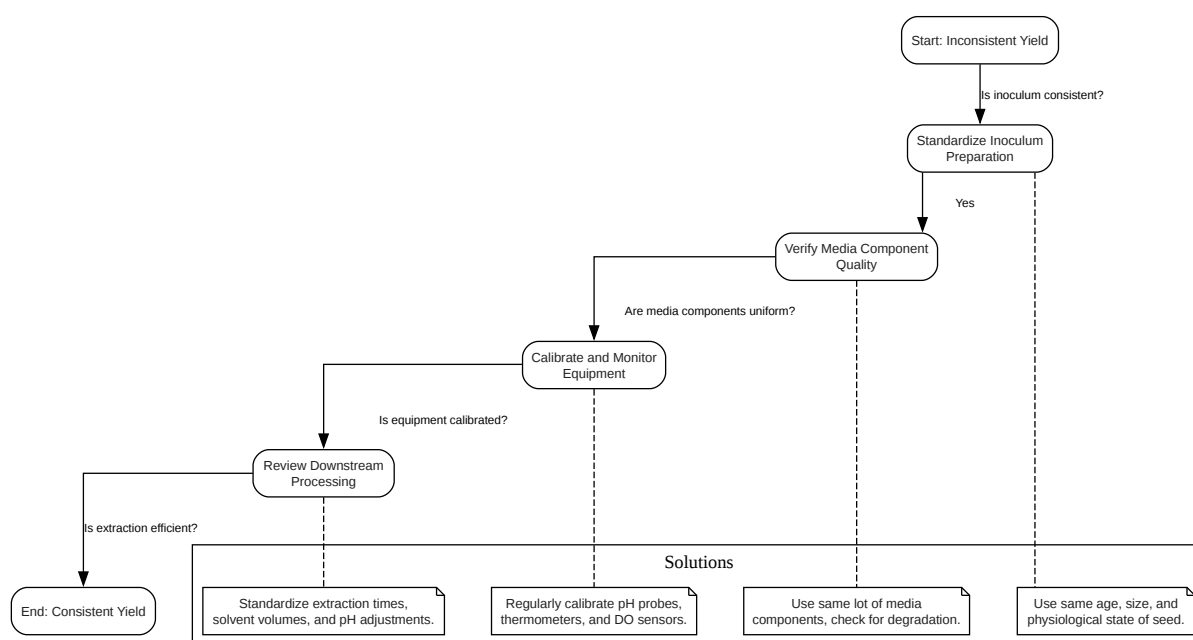 Start: Inconsistent Yield
Is inoculum consistent?
Standardize Inoculum
Preparation
Yes
Verify Media Component
Quality
Are media components uniform?
Calibrate and Monitor
Equipment
Is equipment calibrated?
Review Downstream
Processing
Is extraction efficient?
Solutions
End: Consistent Yield
Standardize extraction times,
solvent volumes, and pH adjustments.
Regularly calibrate pH probes,
thermometers, and DO sensors.
Use same lot of media
components, check for degradation.
Use same age, size, and
physiological state of seed.